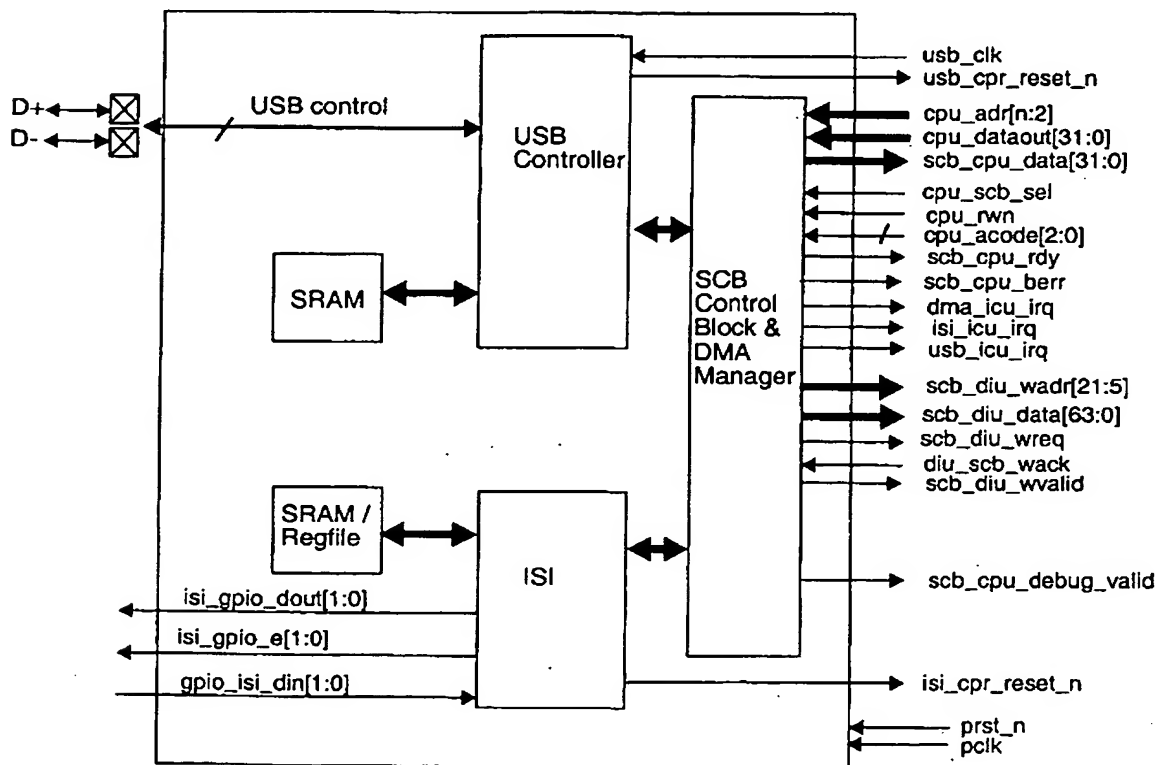 D+
D-
USB control
USB
Controller
SRAM
SRAM /
Regfile
ISI
isi_gpio_dout[1:0]
isi_gpio_e[1:0]
gpio_isi_din[1:0]
SCB
Control
Block &
DMA
Manager
usb_clk
usb_cpr_reset_n
cpu_adr[n:2]
cpu_dataout[31:0]
scb_cpu_data[31:0]
cpu_scb_sel
cpu_rwn
cpu_acode[2:0]
scb_cpu_rdy
scb_cpu_berr
dma_icu_irq
isi_icu_irq
usb_icu_irq
scb_diu_wadr[21:5]
scb_diu_data[63:0]
scb_diu_wreq
diu_scb_wack
scb_diu_wvalid
scb_cpu_debug_valid
isi_cpr_reset_n
prst_n
pclk